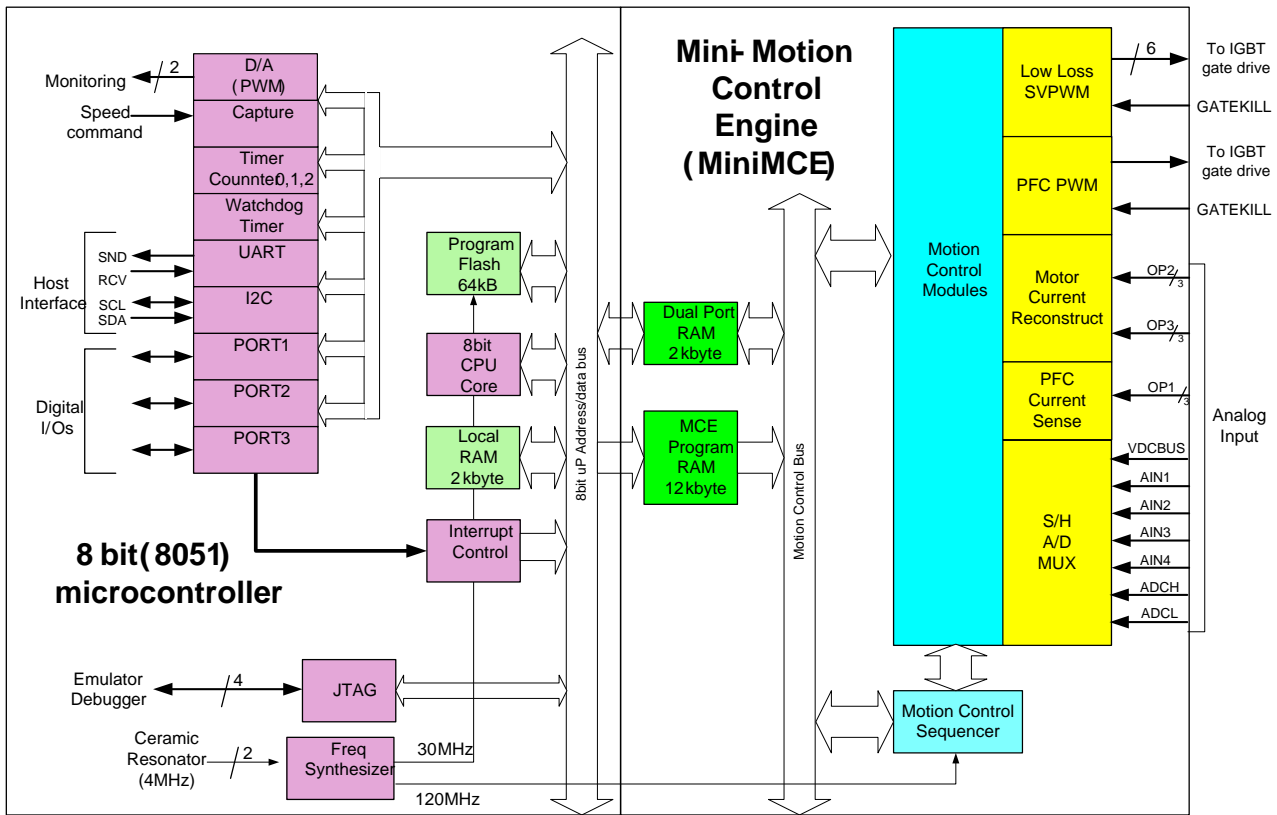 Monitoring
2
D/A
(PWM)
Speed
command
Capture
Timer
Counnter0,1,2
Watchdog
Timer
Host
Interface
SND
RCV
UART
SCL
SDA
I2C
Digital
I/Os
PORT1
PORT2
PORT3
8 bit(8051)
microcontroller
Program
Flash
64kB
8bit
CPU
Core
Local
RAM
2kbyte
Interrupt
Control
Emulator
Debugger
4
JTAG
Ceramic
Resonator
(4MHz)
2
Freq
Synthesizer
30MHz
120MHz
8bit uP Address/data bus
Mini-Motion
Control
Engine
(MiniMCE)
Dual Port
RAM
2kbyte
MCE
Program
RAM
12kbyte
Motion Control Bus
Motion
Control
Modules
Motion Control
Sequencer
Low Loss
SVPWM
PFC PWM
Motor
Current
Reconstruct
PFC
Current
Sense
S/H
A/D
MUX
6
To IGBT
gate drive
GATEKILL
To IGBT
gate drive
GATEKILL
OP2
3
OP3
3
OP1
3
VDCBUS
AIN1
AIN2
AIN3
AIN4
ADCH
ADCL
Analog
Input